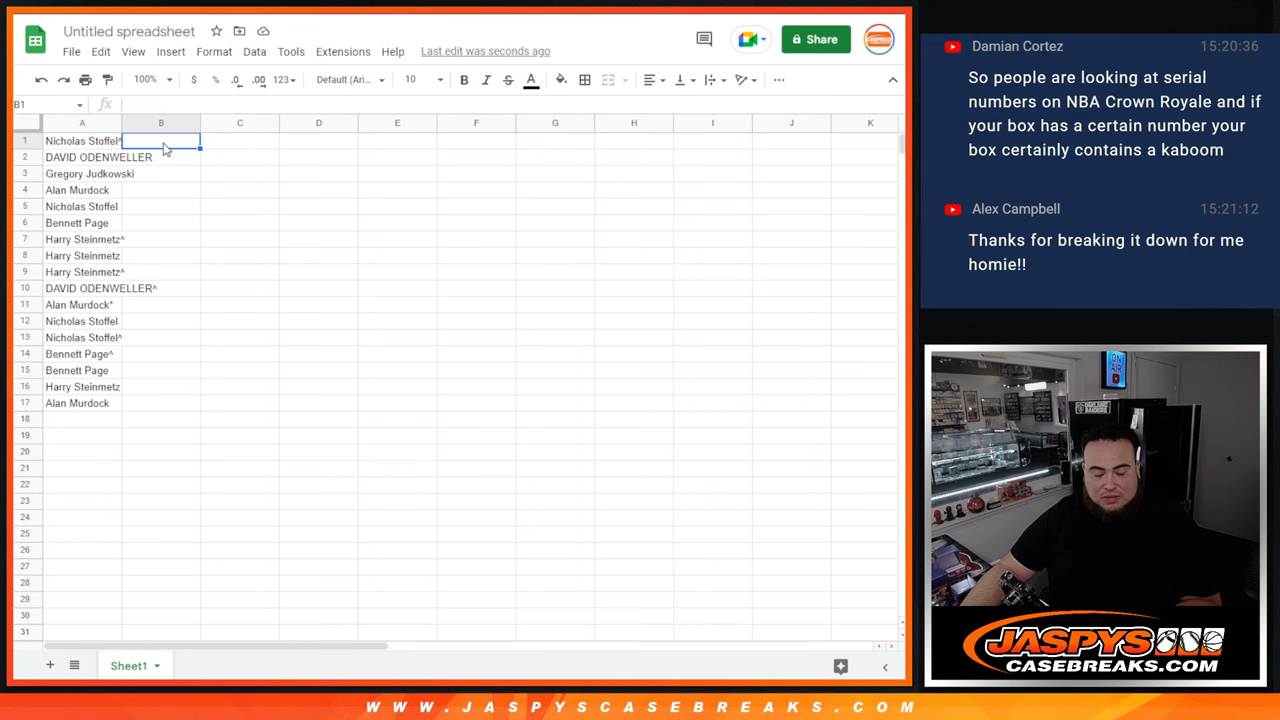 Untitled spreadsheet
File Edit View Insert Format Data Tools Extensions Help Last edit was seconds ago
Share
100% $ % .0 .00 123 Default (Ari... 10 B I S A
B1 fx
A B C D E F G H I J K
1 Nicholas Stoffel^
2 DAVID ODENWELLER
3 Gregory Judkowski
4 Alan Murdock
5 Nicholas Stoffel
6 Bennett Page
7 Harry Steinmetz^
8 Harry Steinmetz
9 Harry Steinmetz^
10 DAVID ODENWELLER^
11 Alan Murdock*
12 Nicholas Stoffel
13 Nicholas Stoffel^
14 Bennett Page^
15 Bennett Page
16 Harry Steinmetz
17 Alan Murdock
18
19
20
21
22
23
24
25
26
27
28
29
30
31
Sheet1
Damian Cortez 15:20:36
So people are looking at serial
numbers on NBA Crown Royale and if
your box has a certain number your
box certainly contains a kaboom
Alex Campbell 15:21:12
Thanks for breaking it down for me
homie!!
ON
AIR
JASPYS
CASEBREAKS.COM
WWW.JASPYSCASEBREAKS.COM